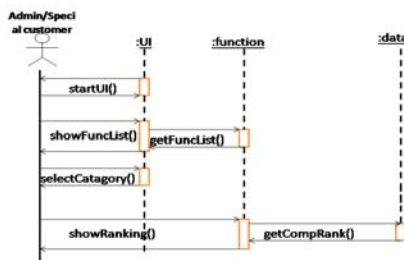 Admin/Speci
al customer
:UI
:function
:data
startUI()
showFuncList()
getFuncList()
selectCatagory()
showRanking()
getCompRank()